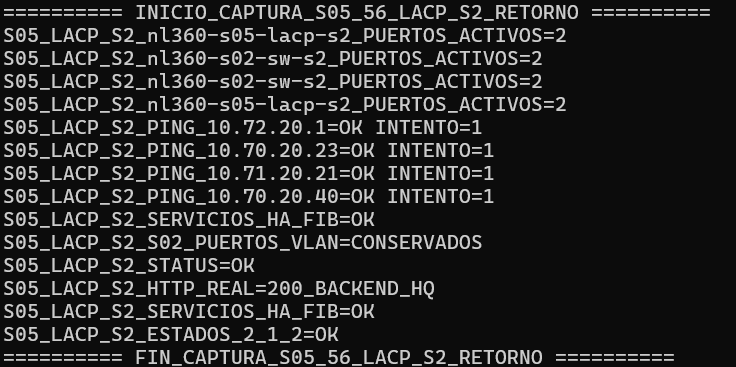 ========== INICIO_CAPTURA_S05_56_LACP_S2_RETORNO ==========
S05_LACP_S2_nl360-s05-lacp-s2_PUERTOS_ACTIVOS=2
S05_LACP_S2_nl360-s02-sw-s2_PUERTOS_ACTIVOS=2
S05_LACP_S2_nl360-s02-sw-s2_PUERTOS_ACTIVOS=2
S05_LACP_S2_nl360-s05-lacp-s2_PUERTOS_ACTIVOS=2
S05_LACP_S2_PING_10.72.20.1=OK INTENTO=1
S05_LACP_S2_PING_10.70.20.23=OK INTENTO=1
S05_LACP_S2_PING_10.71.20.21=OK INTENTO=1
S05_LACP_S2_PING_10.70.20.40=OK INTENTO=1
S05_LACP_S2_SERVICIOS_HA_FIB=OK
S05_LACP_S2_S02_PUERTOS_VLAN=CONSERVADOS
S05_LACP_S2_STATUS=OK
S05_LACP_S2_HTTP_REAL=200_BACKEND_HQ
S05_LACP_S2_SERVICIOS_HA_FIB=OK
S05_LACP_S2_ESTADOS_2_1_2=OK
========== FIN_CAPTURA_S05_56_LACP_S2_RETORNO ==========